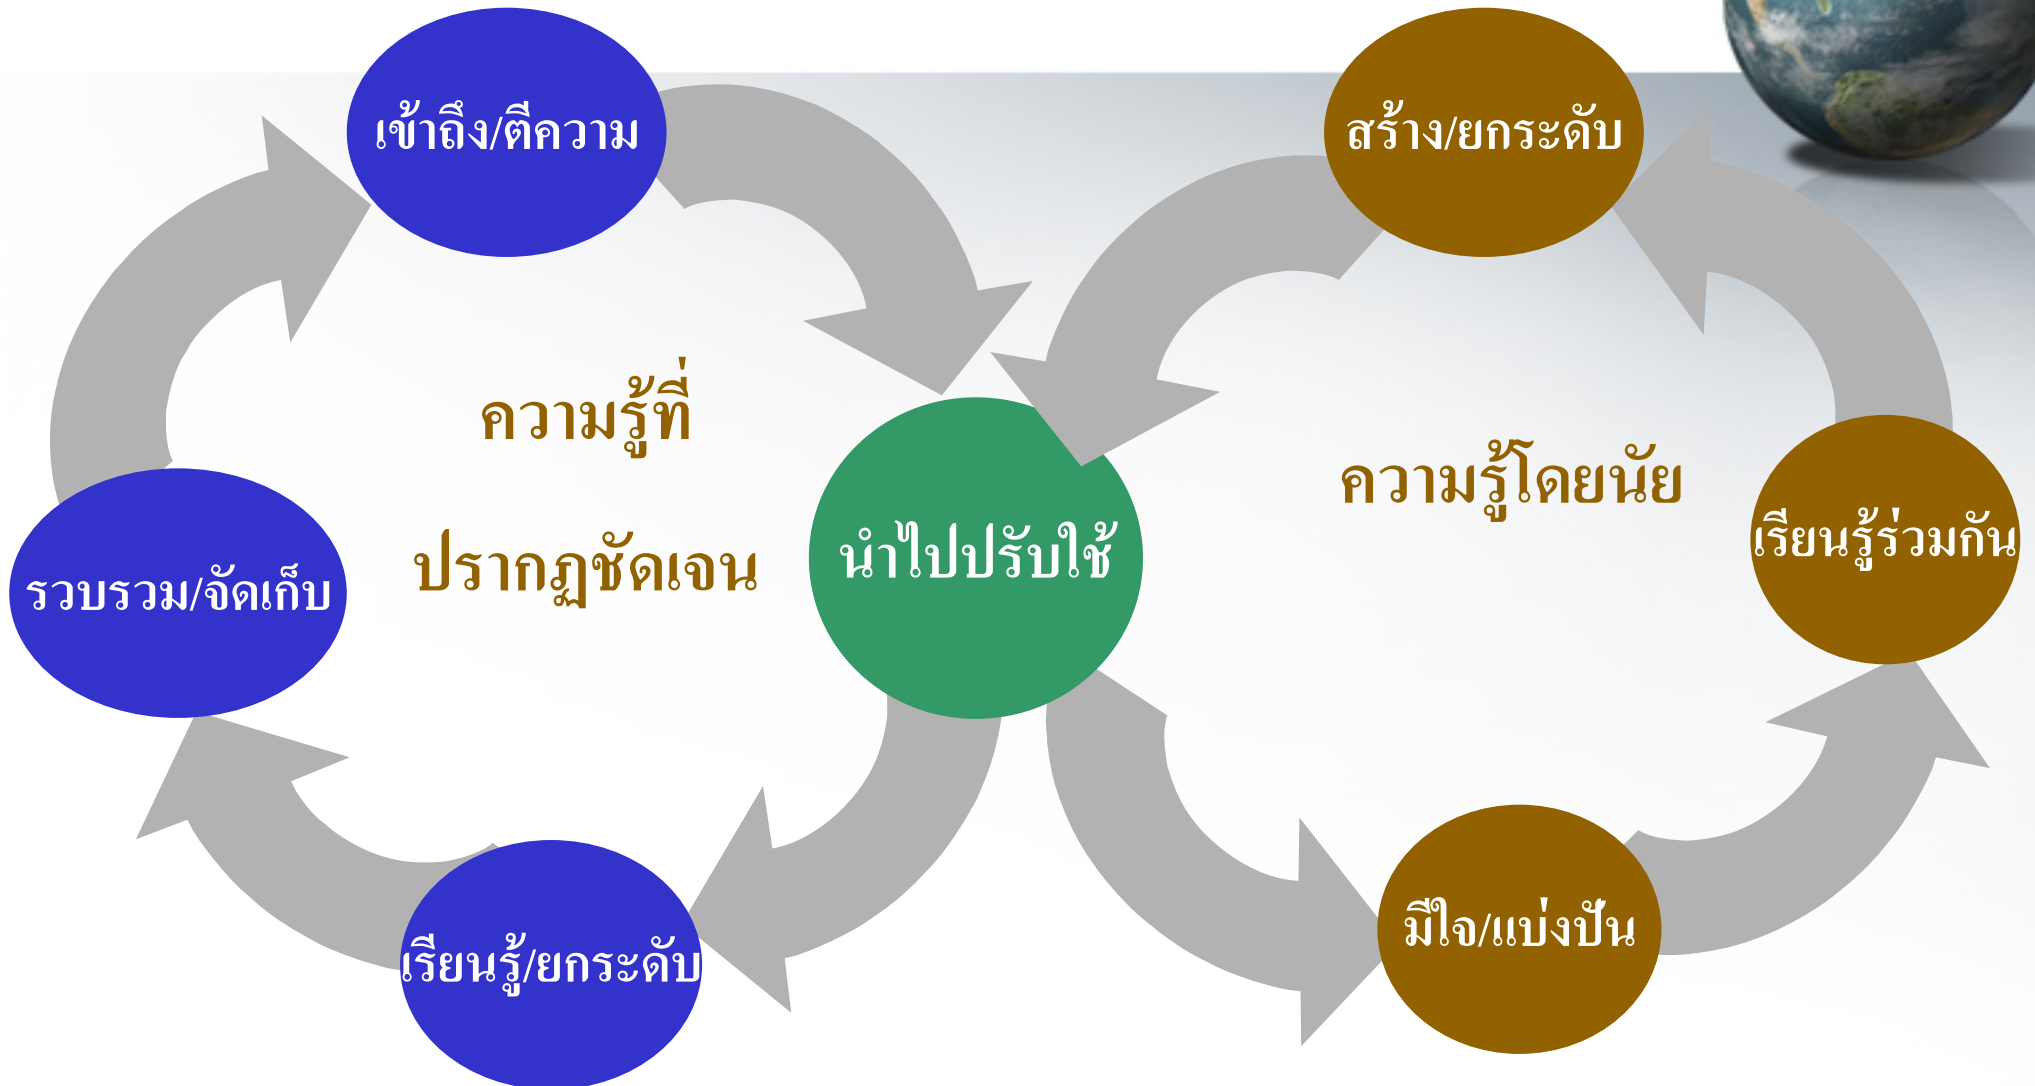 เข้าถึง/ตีความ
สร้าง/ยกระดับ
ความรู้ที่
ปรากฏชัดเจน
ความรู้โดยนัย
นำไปปรับใช้
เรียนรู้ร่วมกัน
รวบรวม/จัดเก็บ
มีใจ/แบ่งปัน
เรียนรู้/ยกระดับ